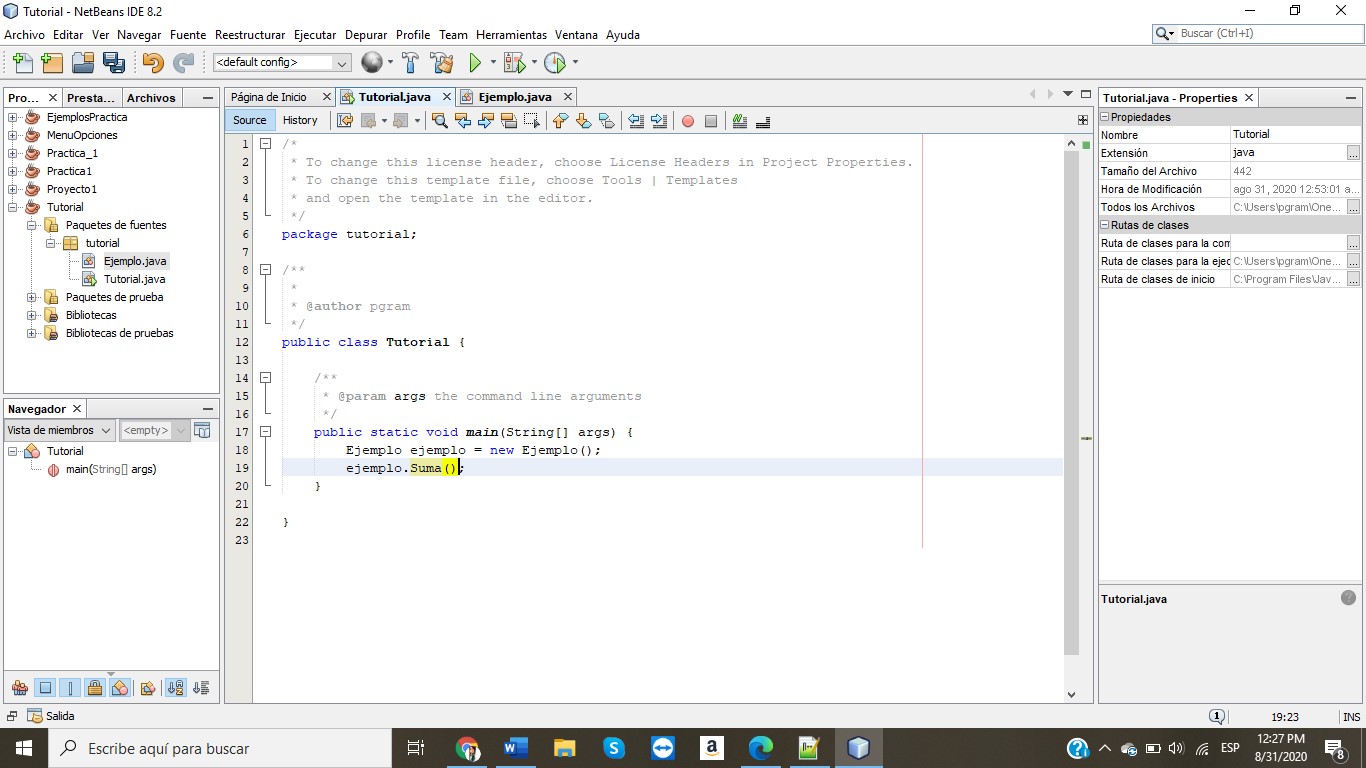 Tutorial - NetBeans IDE 8.2
Archivo Editar Ver Navegar Fuente Reestructurar Ejecutar Depurar Profile Team Herramientas Ventana Ayuda
Buscar (Ctrl+I)
<default config>
Pro... Presta... Archivos
EjemplosPractica
MenuOpciones
Practica_1
Practica1
Proyecto1
Tutorial
Paquetes de fuentes
tutorial
Ejemplo.java
Tutorial.java
Paquetes de prueba
Bibliotecas
Bibliotecas de pruebas
Navegador
Vista de miembros <empty>
Tutorial
main(String[] args)
Página de Inicio Tutorial.java Ejemplo.java
Source History
1 /*
2 * To change this license header, choose License Headers in Project Properties.
3 * To change this template file, choose Tools | Templates
4 * and open the template in the editor.
5 */
6 package tutorial;
7
8 /**
9 *
10 * @author pgram
11 */
12 public class Tutorial {
13
14 /**
15 * @param args the command line arguments
16 */
17 public static void main(String[] args) {
18 Ejemplo ejemplo = new Ejemplo();
19 ejemplo.Suma();
20 }
21
22 }
23
Tutorial.java - Properties
Propiedades
Nombre Tutorial
Extensión java ...
Tamaño del Archivo 442
Hora de Modificación ago 31, 2020 12:53:01 a...
Todos los Archivos C:\Users\pgram\One... ...
Rutas de clases
Ruta de clases para la com ...
Ruta de clases para la ejec C:\Users\pgram\One... ...
Ruta de clases de inicio C:\Program Files\Jav... ...
Tutorial.java
Salida
1 19:23 INS
Escribe aquí para buscar
ESP
12:27 PM
8/31/2020
8